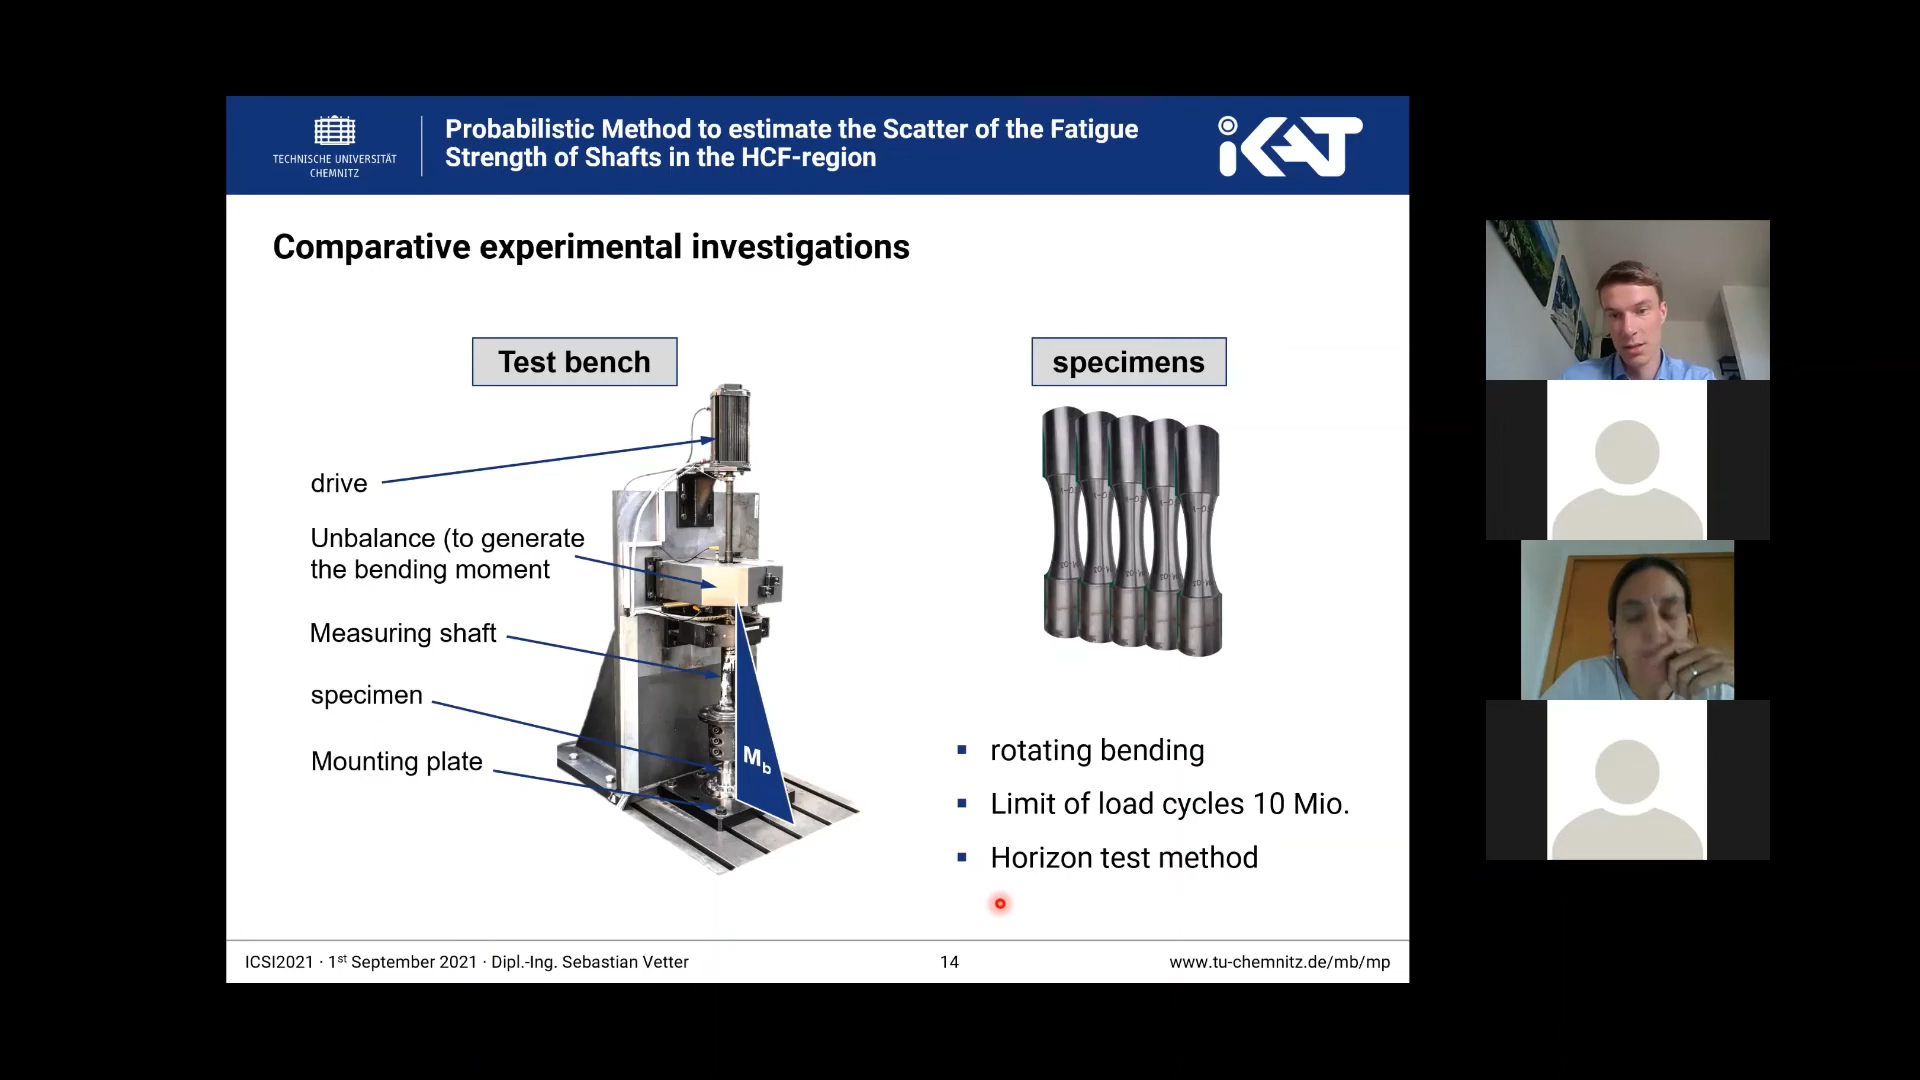 TECHNISCHE UNIVERSITÄT
CHEMNITZ
Probabilistic Method to estimate the Scatter of the Fatigue
Strength of Shafts in the HCF-region
iKAT
Comparative experimental investigations
Test bench
specimens
drive
Unbalance (to generate
the bending moment
Measuring shaft
specimen
Mounting plate
Mb
rotating bending
Limit of load cycles 10 Mio.
Horizon test method
ICSI2021 · 1st September 2021 · Dipl.-Ing. Sebastian Vetter
14
www.tu-chemnitz.de/mb/mp